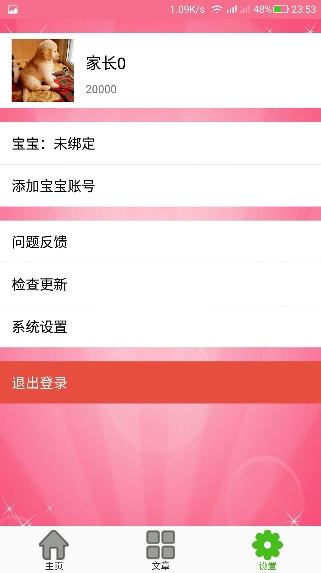 1.09K/s 48% 23:53
家长0
20000
宝宝：未绑定
添加宝宝账号
问题反馈
检查更新
系统设置
退出登录
主页 文章 设置